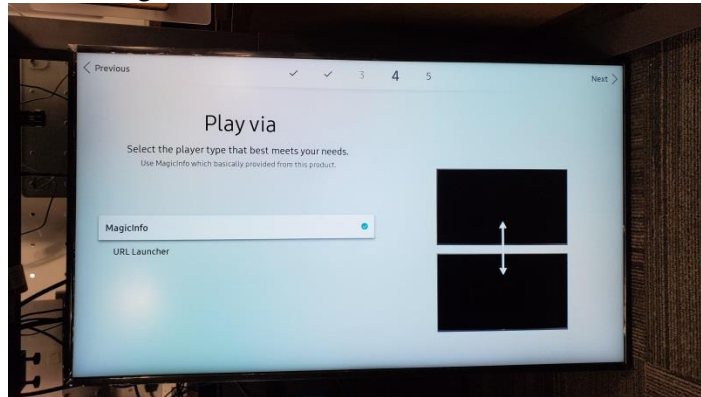 < Previous
✓ ✓ 3 4 5
Next >
Play via
Select the player type that best meets your needs.
Use MagicInfo which basically provided from this product.
MagicInfo
URL Launcher